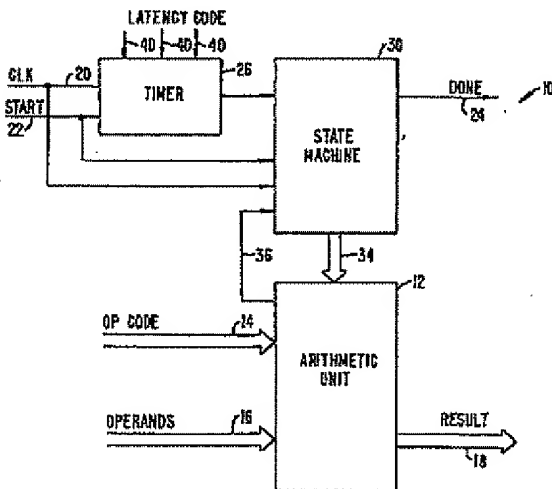 LATENCY CODE
40 40 40
30
CLK 20 26
TIMER
DONE 10
START 24
22
STATE
MACHINE
36 34
12
OP CODE 14
ARITHMETIC
UNIT
OPERANDS 16 RESULT
18